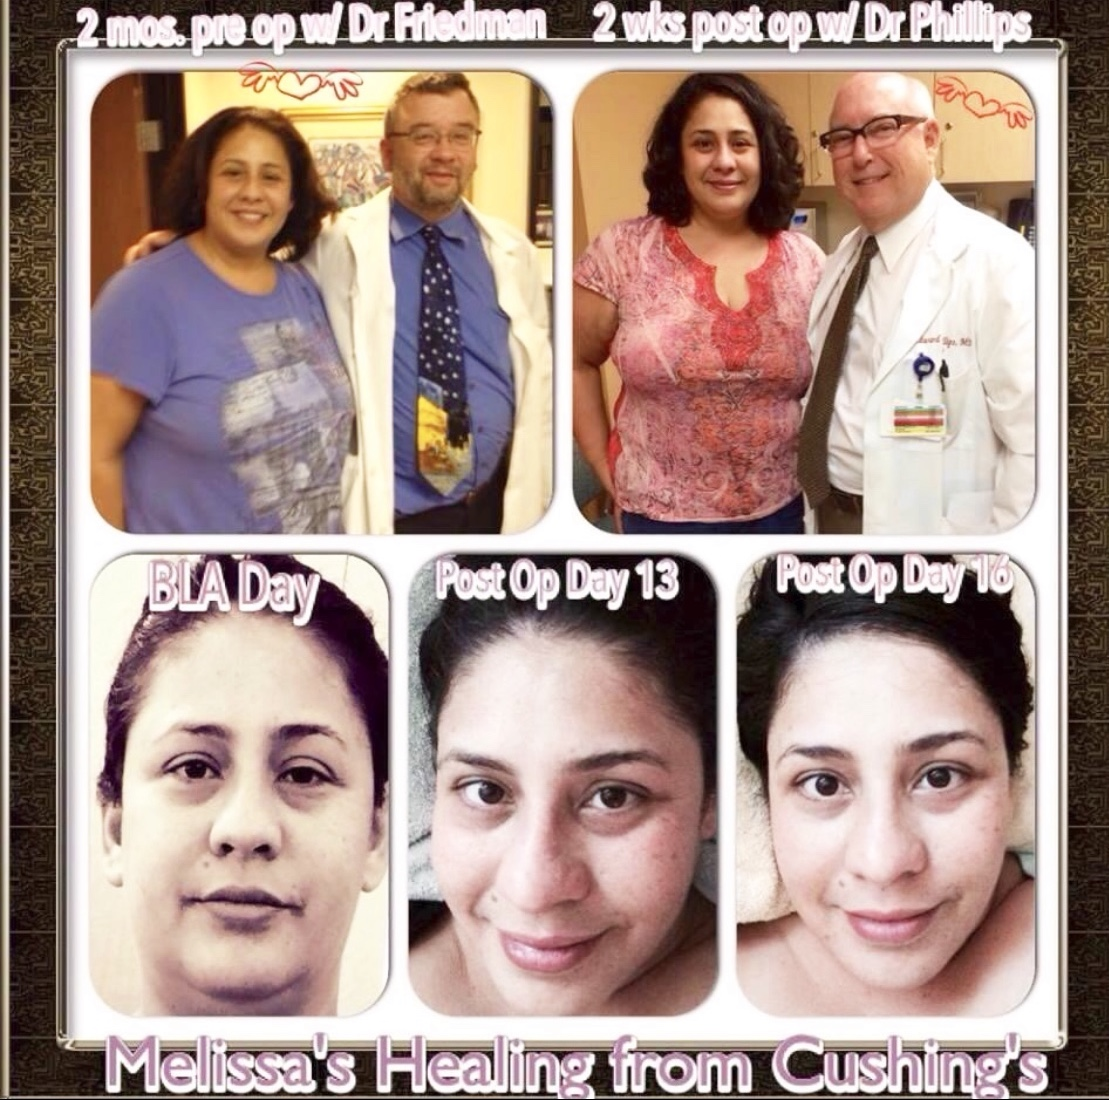 2 mos. pre op w/ Dr Friedman
2 wks post op w/ Dr Phillips
BLA Day
Post Op Day 13
Post Op Day 16
Melissa's Healing from Cushing's